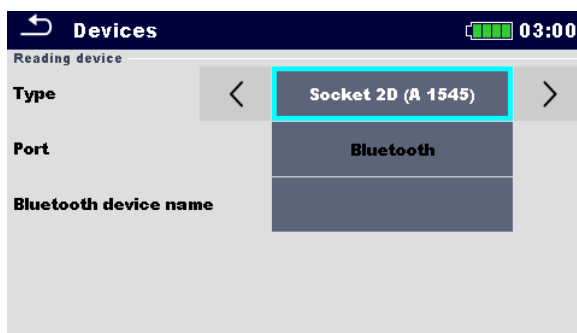 Devices 03:00
Reading device
Type < Socket 2D (A 1545) >
Port Bluetooth
Bluetooth device name